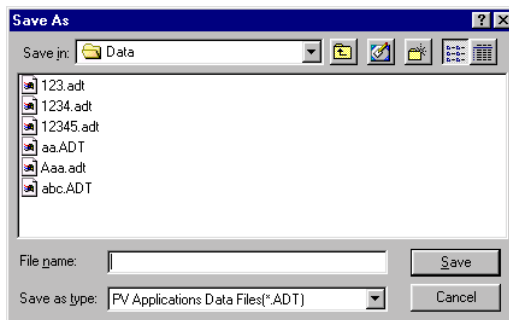 Save As
Save in: Data
123.adt
1234.adt
12345.adt
aa.ADT
Aaa.adt
abc.ADT
File name:
Save
Save as type: PV Applications Data Files(*.ADT)
Cancel